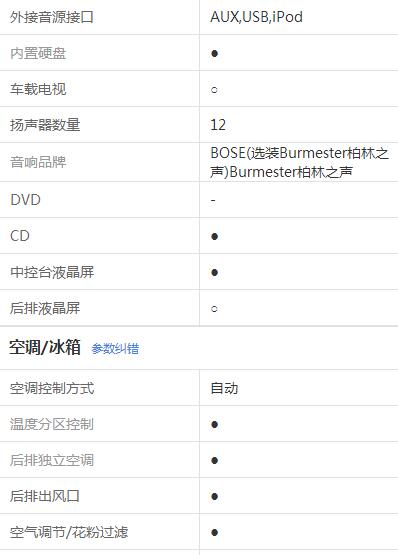 外接音源接口 AUX,USB,iPod
内置硬盘 ●
车载电视 ○
扬声器数量 12
音响品牌 BOSE(选装Burmester柏林之
声)Burmester柏林之声
DVD -
CD ●
中控台液晶屏 ●
后排液晶屏 ○
空调/冰箱 参数纠错
空调控制方式 自动
温度分区控制 ●
后排独立空调 ●
后排出风口 ●
空气调节/花粉过滤 ●